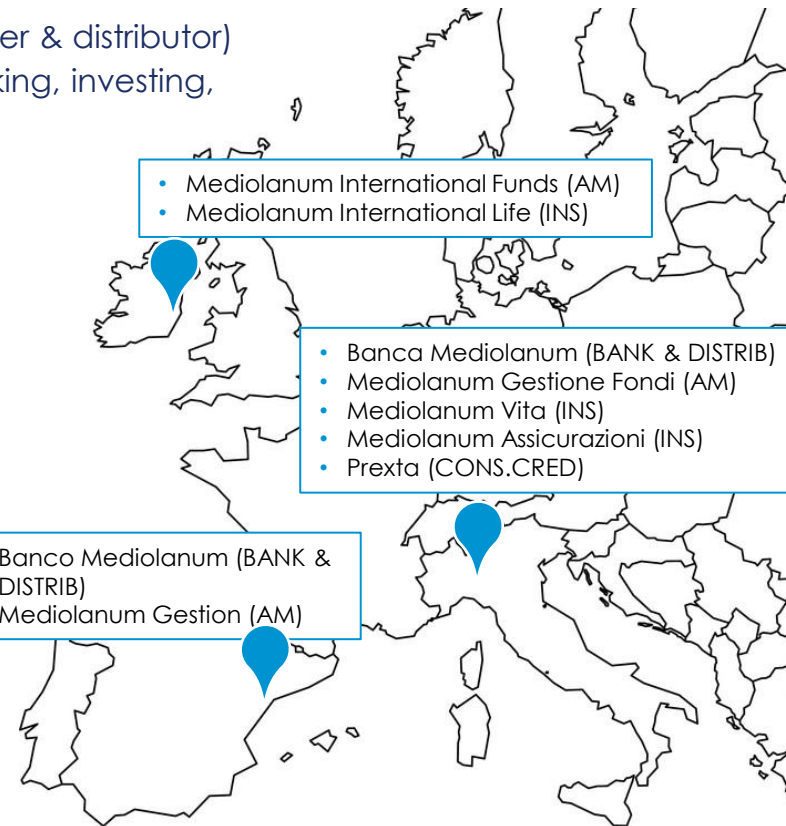 er & distributor)
king, investing,
• Mediolanum International Funds (AM)
• Mediolanum International Life (INS)
• Banca Mediolanum (BANK & DISTRIB)
• Mediolanum Gestione Fondi (AM)
• Mediolanum Vita (INS)
• Mediolanum Assicurazioni (INS)
• Prexta (CONS.CRED)
Banco Mediolanum (BANK &
DISTRIB)
Mediolanum Gestion (AM)